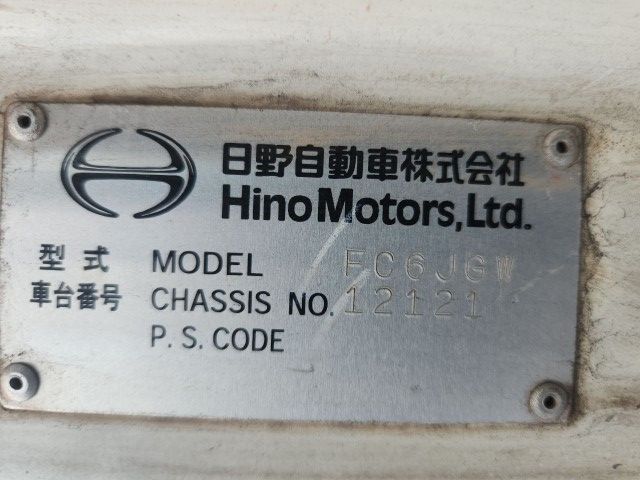 日野自動車株式会社
Hino Motors, Ltd.
型式 MODEL FC6JGW
車台番号 CHASSIS NO. 12121
P. S. CODE